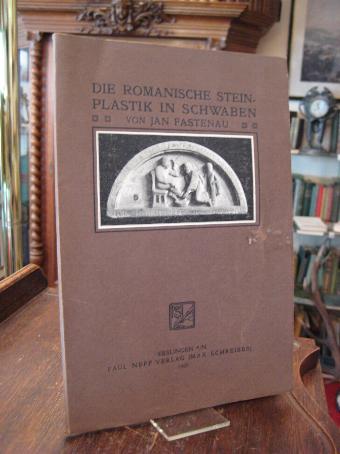 DIE ROMANISCHE STEIN-
PLASTIK IN SCHWABEN
VON JAN FASTENAU
ESSLINGEN A/N.
PAUL NEFF VERLAG (MAX SCHREIBER)